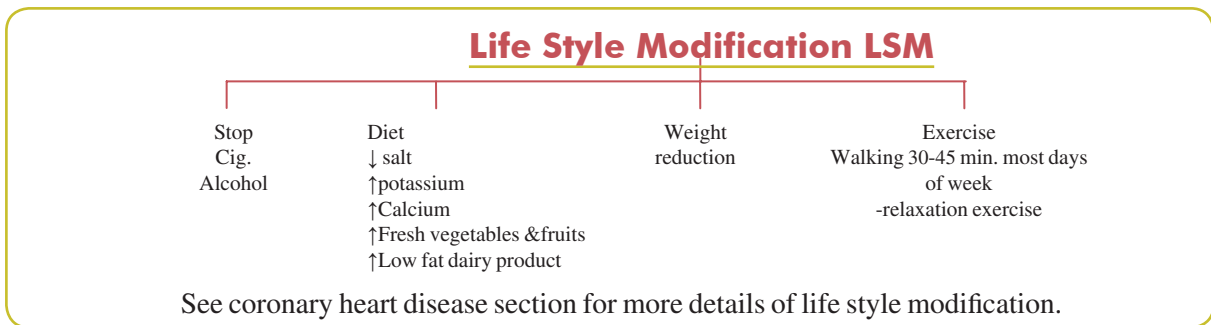 Life Style Modification LSM
Stop
Cig.
Alcohol
Diet
↓ salt
↑potassium
↑Calcium
↑Fresh vegetables &fruits
↑Low fat dairy product
Weight
reduction
Exercise
Walking 30-45 min. most days
of week
-relaxation exercise
See coronary heart disease section for more details of life style modification.